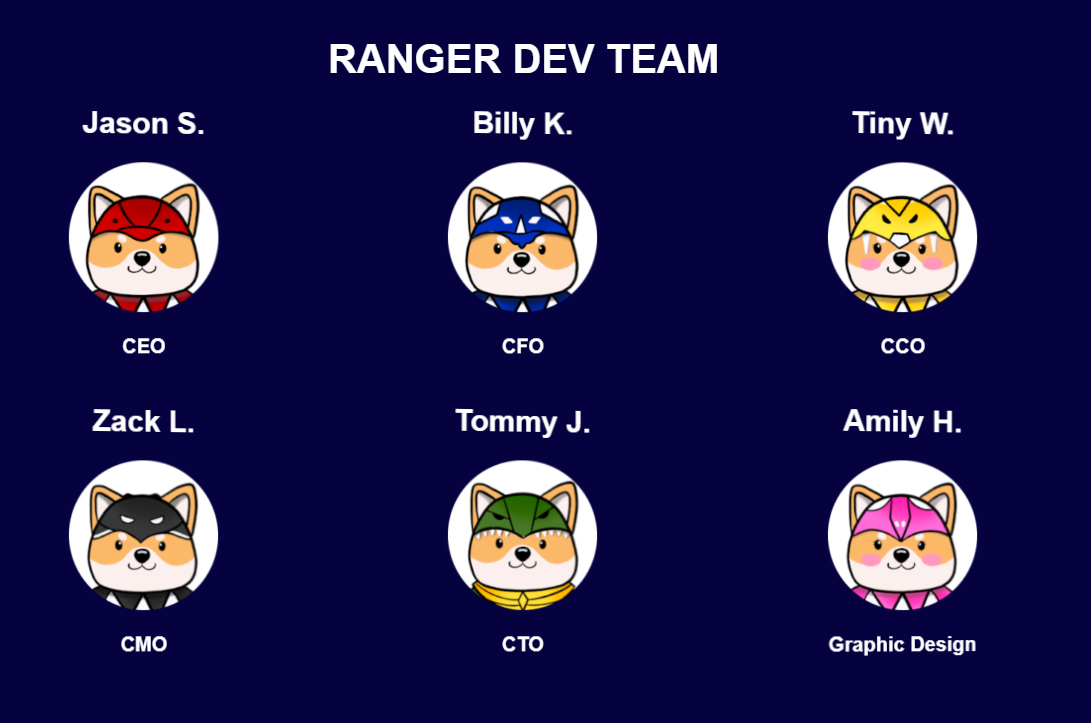 RANGER DEV TEAM
Jason S.
Billy K.
Tiny W.
CEO
CFO
CCO
Zack L.
Tommy J.
Amily H.
CMO
CTO
Graphic Design